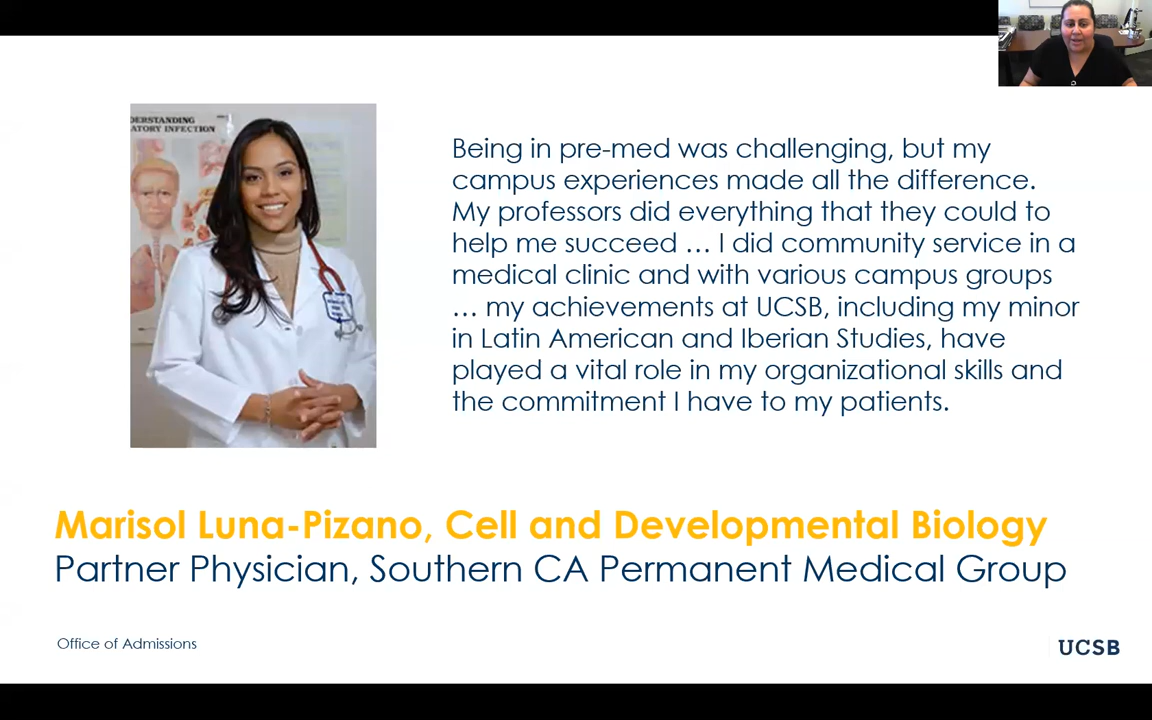 DERSTANDING
ATORY INFECTION
Being in pre-med was challenging, but my
campus experiences made all the difference.
My professors did everything that they could to
help me succeed … I did community service in a
medical clinic and with various campus groups
… my achievements at UCSB, including my minor
in Latin American and Iberian Studies, have
played a vital role in my organizational skills and
the commitment I have to my patients.
Marisol Luna-Pizano, Cell and Developmental Biology
Partner Physician, Southern CA Permanent Medical Group
Office of Admissions
UCSB